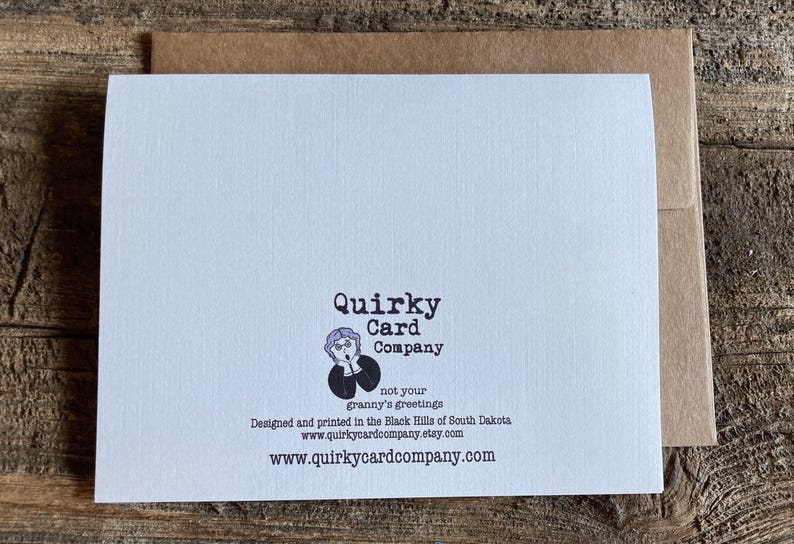 Quirky
Card
Company
not your
granny's greetings
Designed and printed in the Black Hills of South Dakota
www.quirkycardcompany.etsy.com
www.quirkycardcompany.com